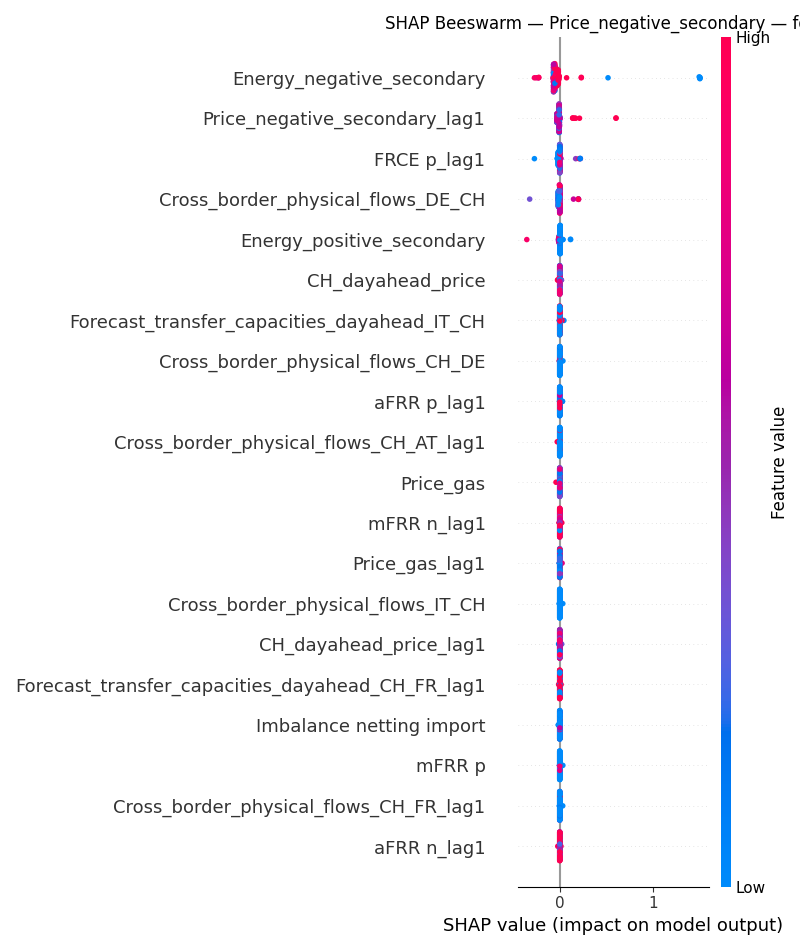 SHAP Beeswarm — Price_negative_secondary — fo
High
Energy_negative_secondary
Price_negative_secondary_lag1
FRCE p_lag1
Cross_border_physical_flows_DE_CH
Energy_positive_secondary
CH_dayahead_price
Forecast_transfer_capacities_dayahead_IT_CH
Cross_border_physical_flows_CH_DE
aFRR p_lag1
Cross_border_physical_flows_CH_AT_lag1
Price_gas
mFRR n_lag1
Price_gas_lag1
Cross_border_physical_flows_IT_CH
CH_dayahead_price_lag1
Forecast_transfer_capacities_dayahead_CH_FR_lag1
Imbalance netting import
mFRR p
Cross_border_physical_flows_CH_FR_lag1
aFRR n_lag1
Feature value
Low
0 1
SHAP value (impact on model output)